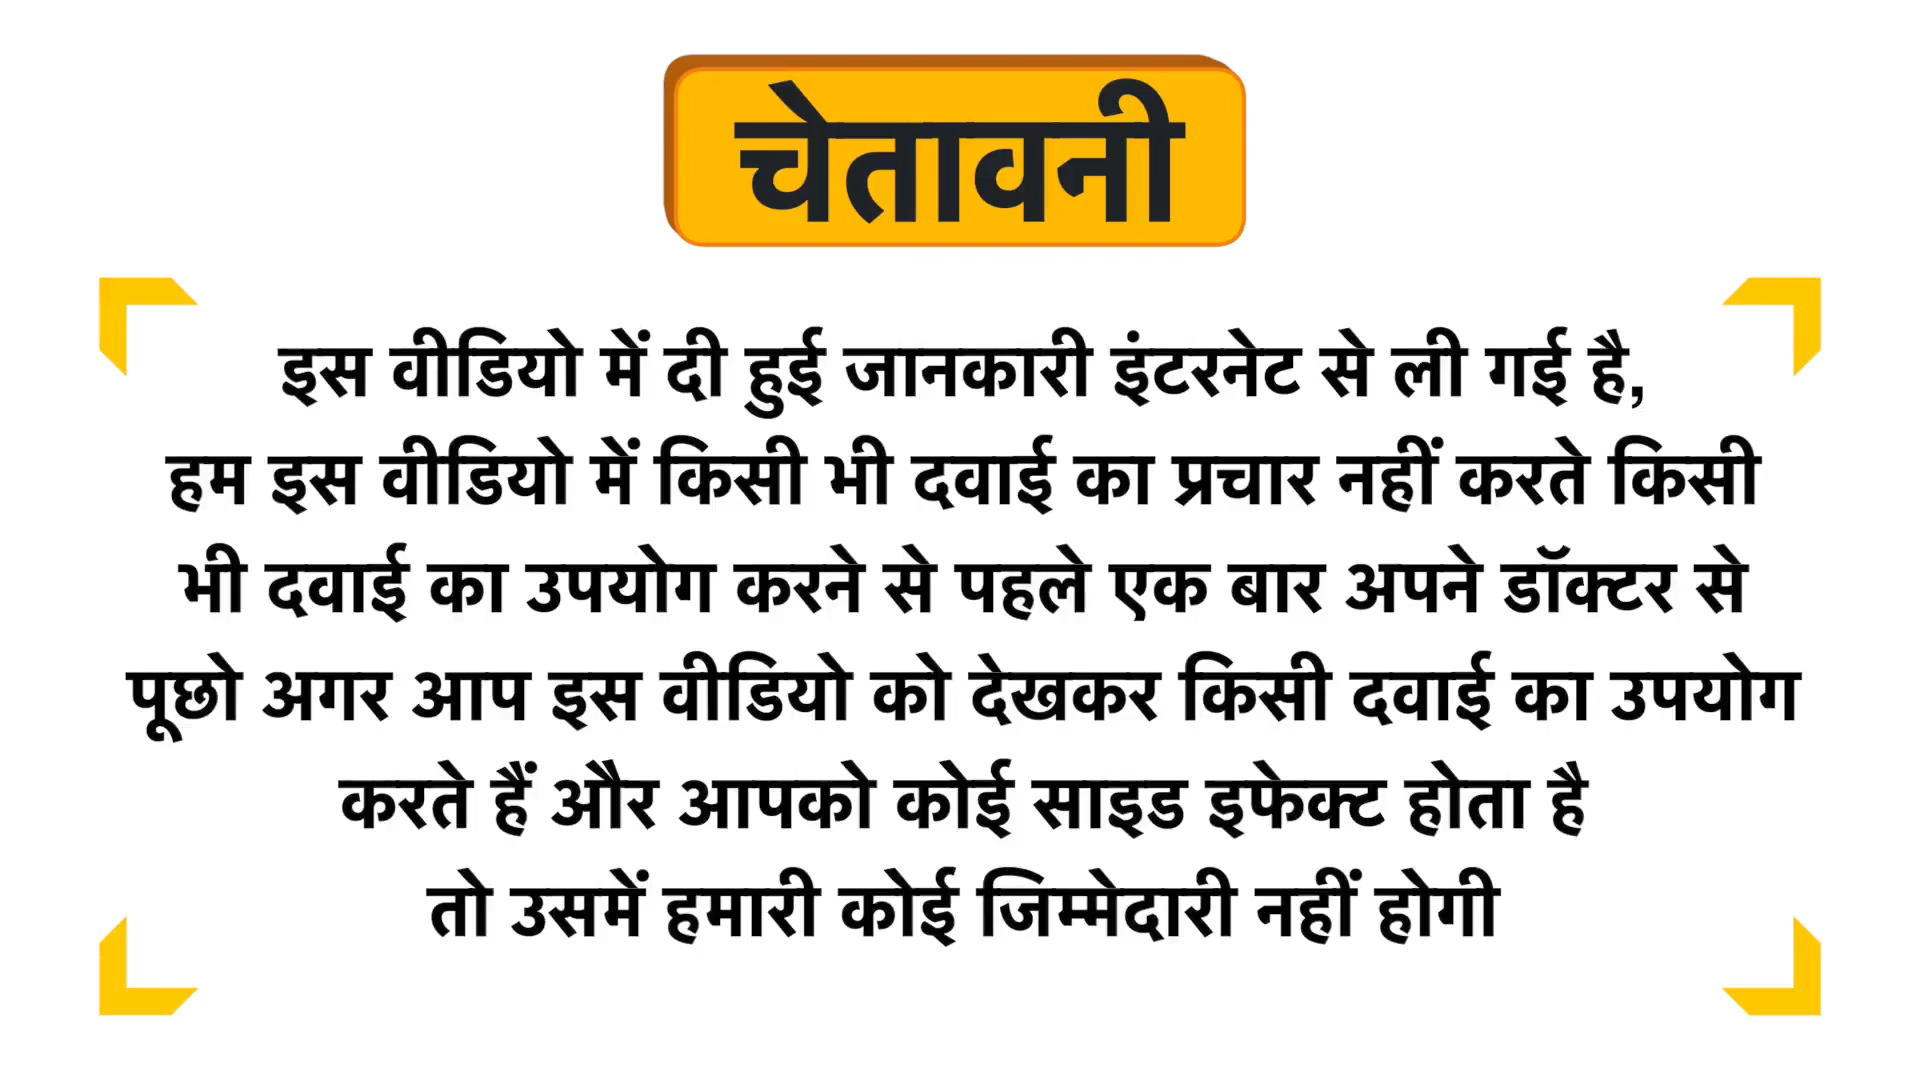 चेतावनी
इस वीडियो में दी हुई जानकारी इंटरनेट से ली गई है,
हम इस वीडियो में किसी भी दवाई का प्रचार नहीं करते किसी
भी दवाई का उपयोग करने से पहले एक बार अपने डॉक्टर से
पूछो अगर आप इस वीडियो को देखकर किसी दवाई का उपयोग
करते हैं और आपको कोई साइड इफेक्ट होता है
तो उसमें हमारी कोई जिम्मेदारी नहीं होगी